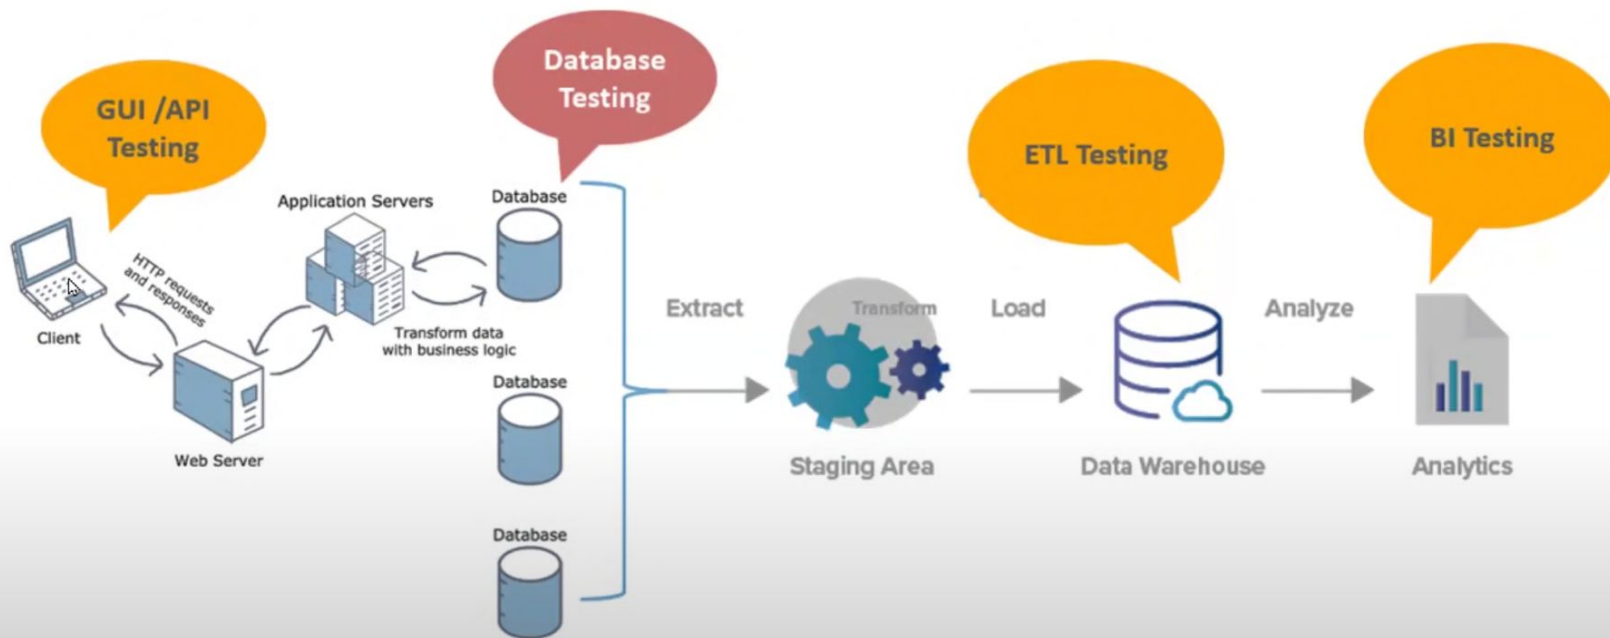 GUI /API
Testing
Database
Testing
ETL Testing
BI Testing
Application Servers
Database
HTTP requests
and responses
Client
Transform data
with business logic
Web Server
Database
Database
Extract
Transform
Load
Analyze
Staging Area
Data Warehouse
Analytics